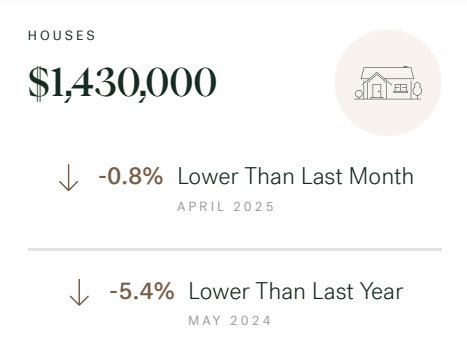 HOUSES
$1,430,000
-0.8% Lower Than Last Month
APRIL 2025
-5.4% Lower Than Last Year
MAY 2024